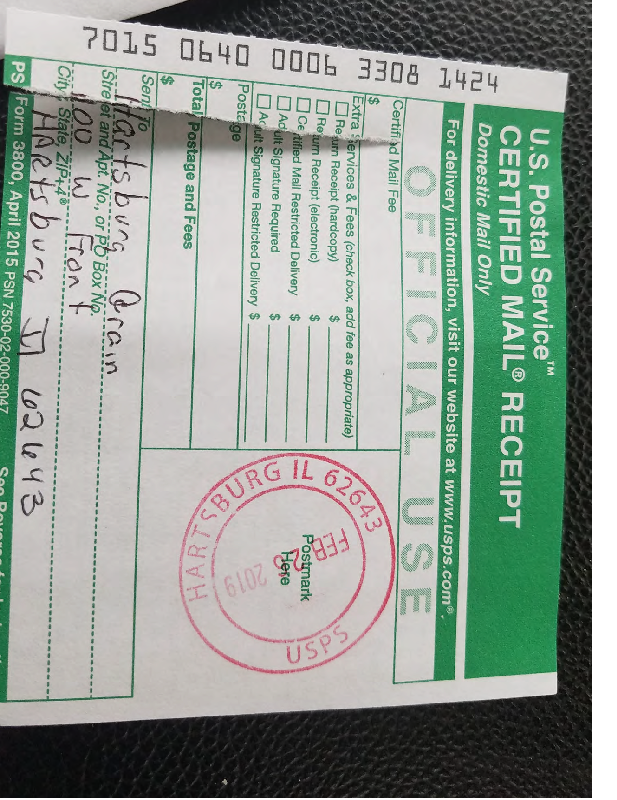 7015 0640 0006 3308 1424
U.S. Postal Service™
CERTIFIED MAIL® RECEIPT
Domestic Mail Only
For delivery information, visit our website at www.usps.com®.
OFFICIAL USE
Certified Mail Fee
$
Extra Services & Fees (check box, add fee as appropriate)
Return Receipt (hardcopy) $
Return Receipt (electronic) $
Certified Mail Restricted Delivery $
Adult Signature Required $
Adult Signature Restricted Delivery $
Postage
$
Total Postage and Fees
$
Postmark
Here
HARTSBURG IL 62643
FEB 2019
USPS
Sent To
Hartsburg Grain
Street and Apt. No., or PO Box No.
100 W Front
City, State, ZIP+4®
HArtsburg Il 62643
PS Form 3800, April 2015 PSN 7530-02-000-9047
See Reverse